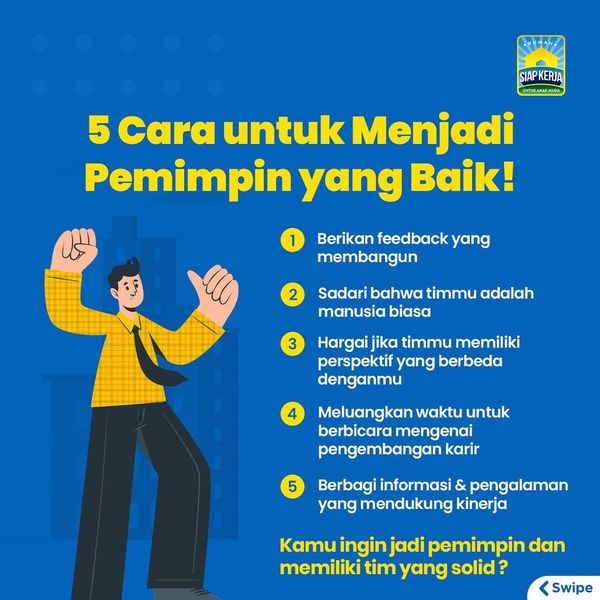 RUMAH
SIAP KERJA
UNTUK ANAK MUDA
5 Cara untuk Menjadi
Pemimpin yang Baik!
1 Berikan feedback yang
membangun
2 Sadari bahwa timmu adalah
manusia biasa
3 Hargai jika timmu memiliki
perspektif yang berbeda
denganmu
4 Meluangkan waktu untuk
berbicara mengenai
pengembangan karir
5 Berbagi informasi & pengalaman
yang mendukung kinerja
Kamu ingin jadi pemimpin dan
memiliki tim yang solid ?
Swipe